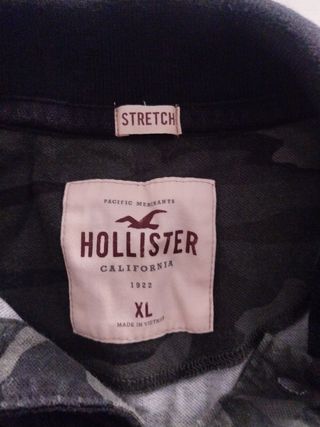 STRETCH
PACIFIC MERCHANTS
HOLLISTER
CALIFORNIA
1922
XL
MADE IN VIETNAM